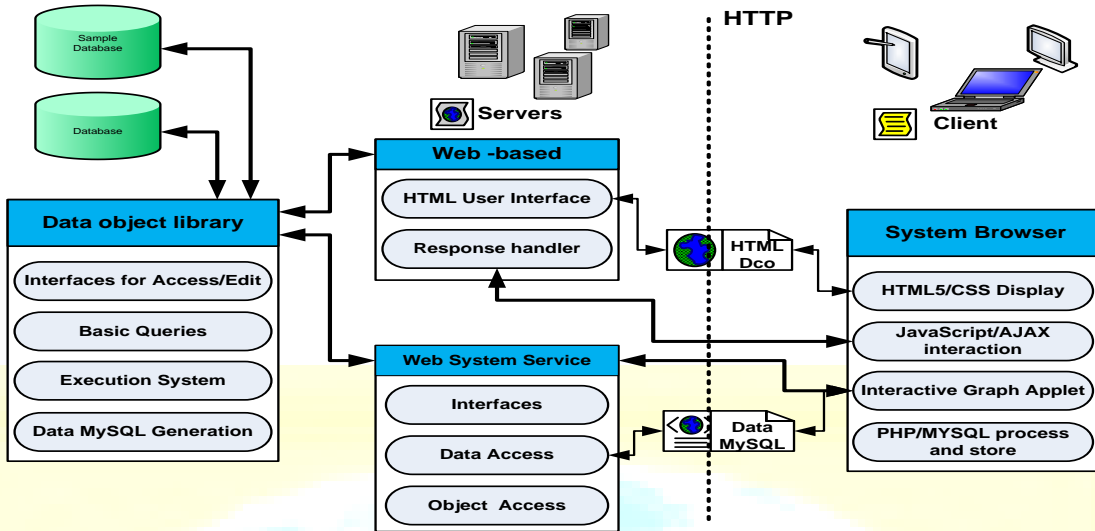 HTTP
Sample
Database
Database
Servers
Client
Data object library
Interfaces for Access/Edit
Basic Queries
Execution System
Data MySQL Generation
Web -based
HTML User Interface
Response handler
Web System Service
Interfaces
Data Access
Object Access
HTML
Dco
Data
MySQL
System Browser
HTML5/CSS Display
JavaScript/AJAX
interaction
Interactive Graph Applet
PHP/MYSQL process
and store